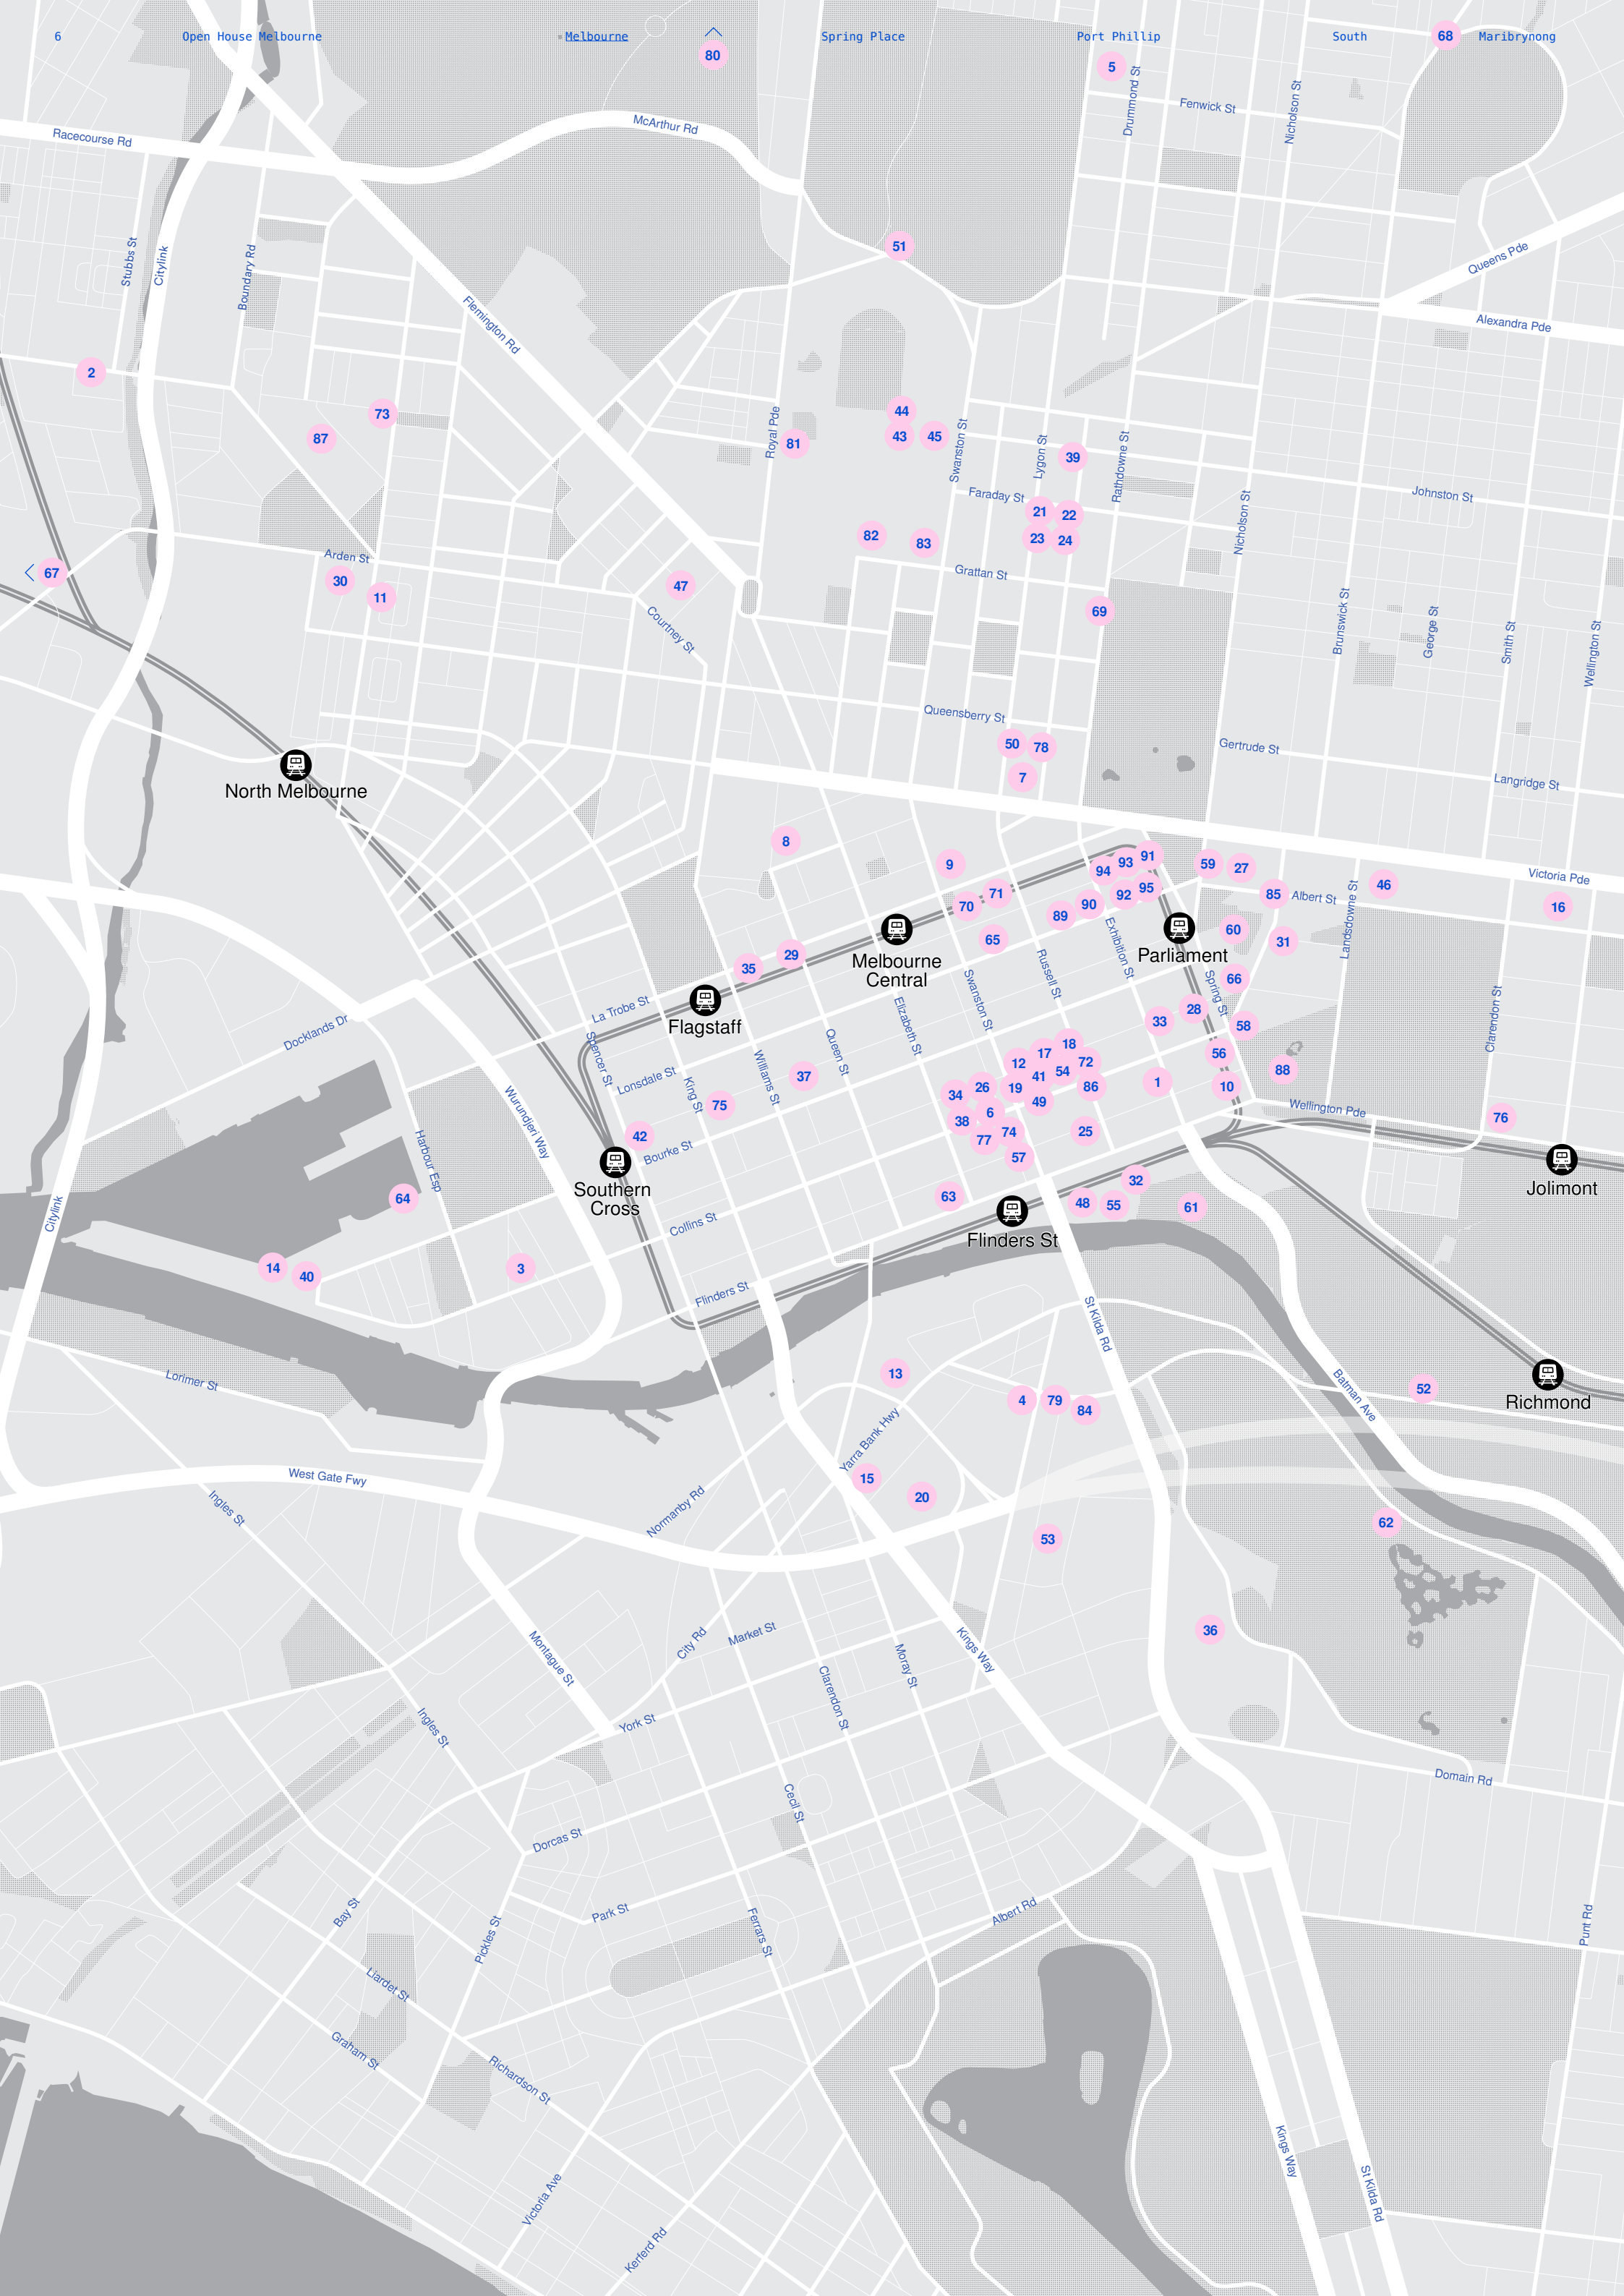 6
Open House Melbourne
Melbourne
Spring Place
Port Phillip
South
Maribrynong
68
80
5
Drummond St
Fenwick St
Nicholson St
McArthur Rd
Racecourse Rd
Stubbs St
Citylink
Boundary Rd
51
Queens Pde
Flemington Rd
Alexandra Pde
2
73
87
44
43
45
81
Royal Pde
Swanston St
Lygon St
39
Rathdowne St
Faraday St
Johnston St
21
22
23
24
82
83
Nicholson St
Arden St
67
30
11
47
Grattan St
Courtney St
69
Brunswick St
George St
Smith St
Wellington St
Queensberry St
50
78
7
Gertrude St
Langridge St
North Melbourne
8
9
94
93
91
59
27
Victoria Pde
46
71
70
92
95
85
Albert St
Landsdowne St
16
89
90
65
60
31
Exhibition St
Melbourne
Central
Parliament
29
35
66
Russell St
Spring St
Swanston St
Elizabeth St
La Trobe St
Flagstaff
28
33
58
Clarendon St
Docklands Dr
Spencer St
Queen St
18
17
12
72
54
56
88
Williams St
37
41
Lonsdale St
King St
75
34
26
19
86
1
10
49
6
Wellington Pde
76
Wurundjeri Way
42
Bourke St
38
77
74
25
57
Harbour Esp
Southern
Cross
Jolimont
64
63
32
48
55
61
Citylink
Collins St
Flinders St
14
40
3
Flinders St
St Kilda Rd
Lorimer St
13
4
79
84
Batman Ave
52
Richmond
Yarra Bank Hwy
15
20
West Gate Fwy
Ingles St
Normanby Rd
53
62
36
Montague St
City Rd
Market St
Moray St
Kings Way
Clarendon St
York St
Ingles St
Domain Rd
Cecil St
Dorcas St
Bay St
Park St
Pickles St
Ferrars St
Albert Rd
Punt Rd
Liardet St
Graham St
Richardson St
Victoria Ave
Kerferd Rd
Kings Way
St Kilda Rd